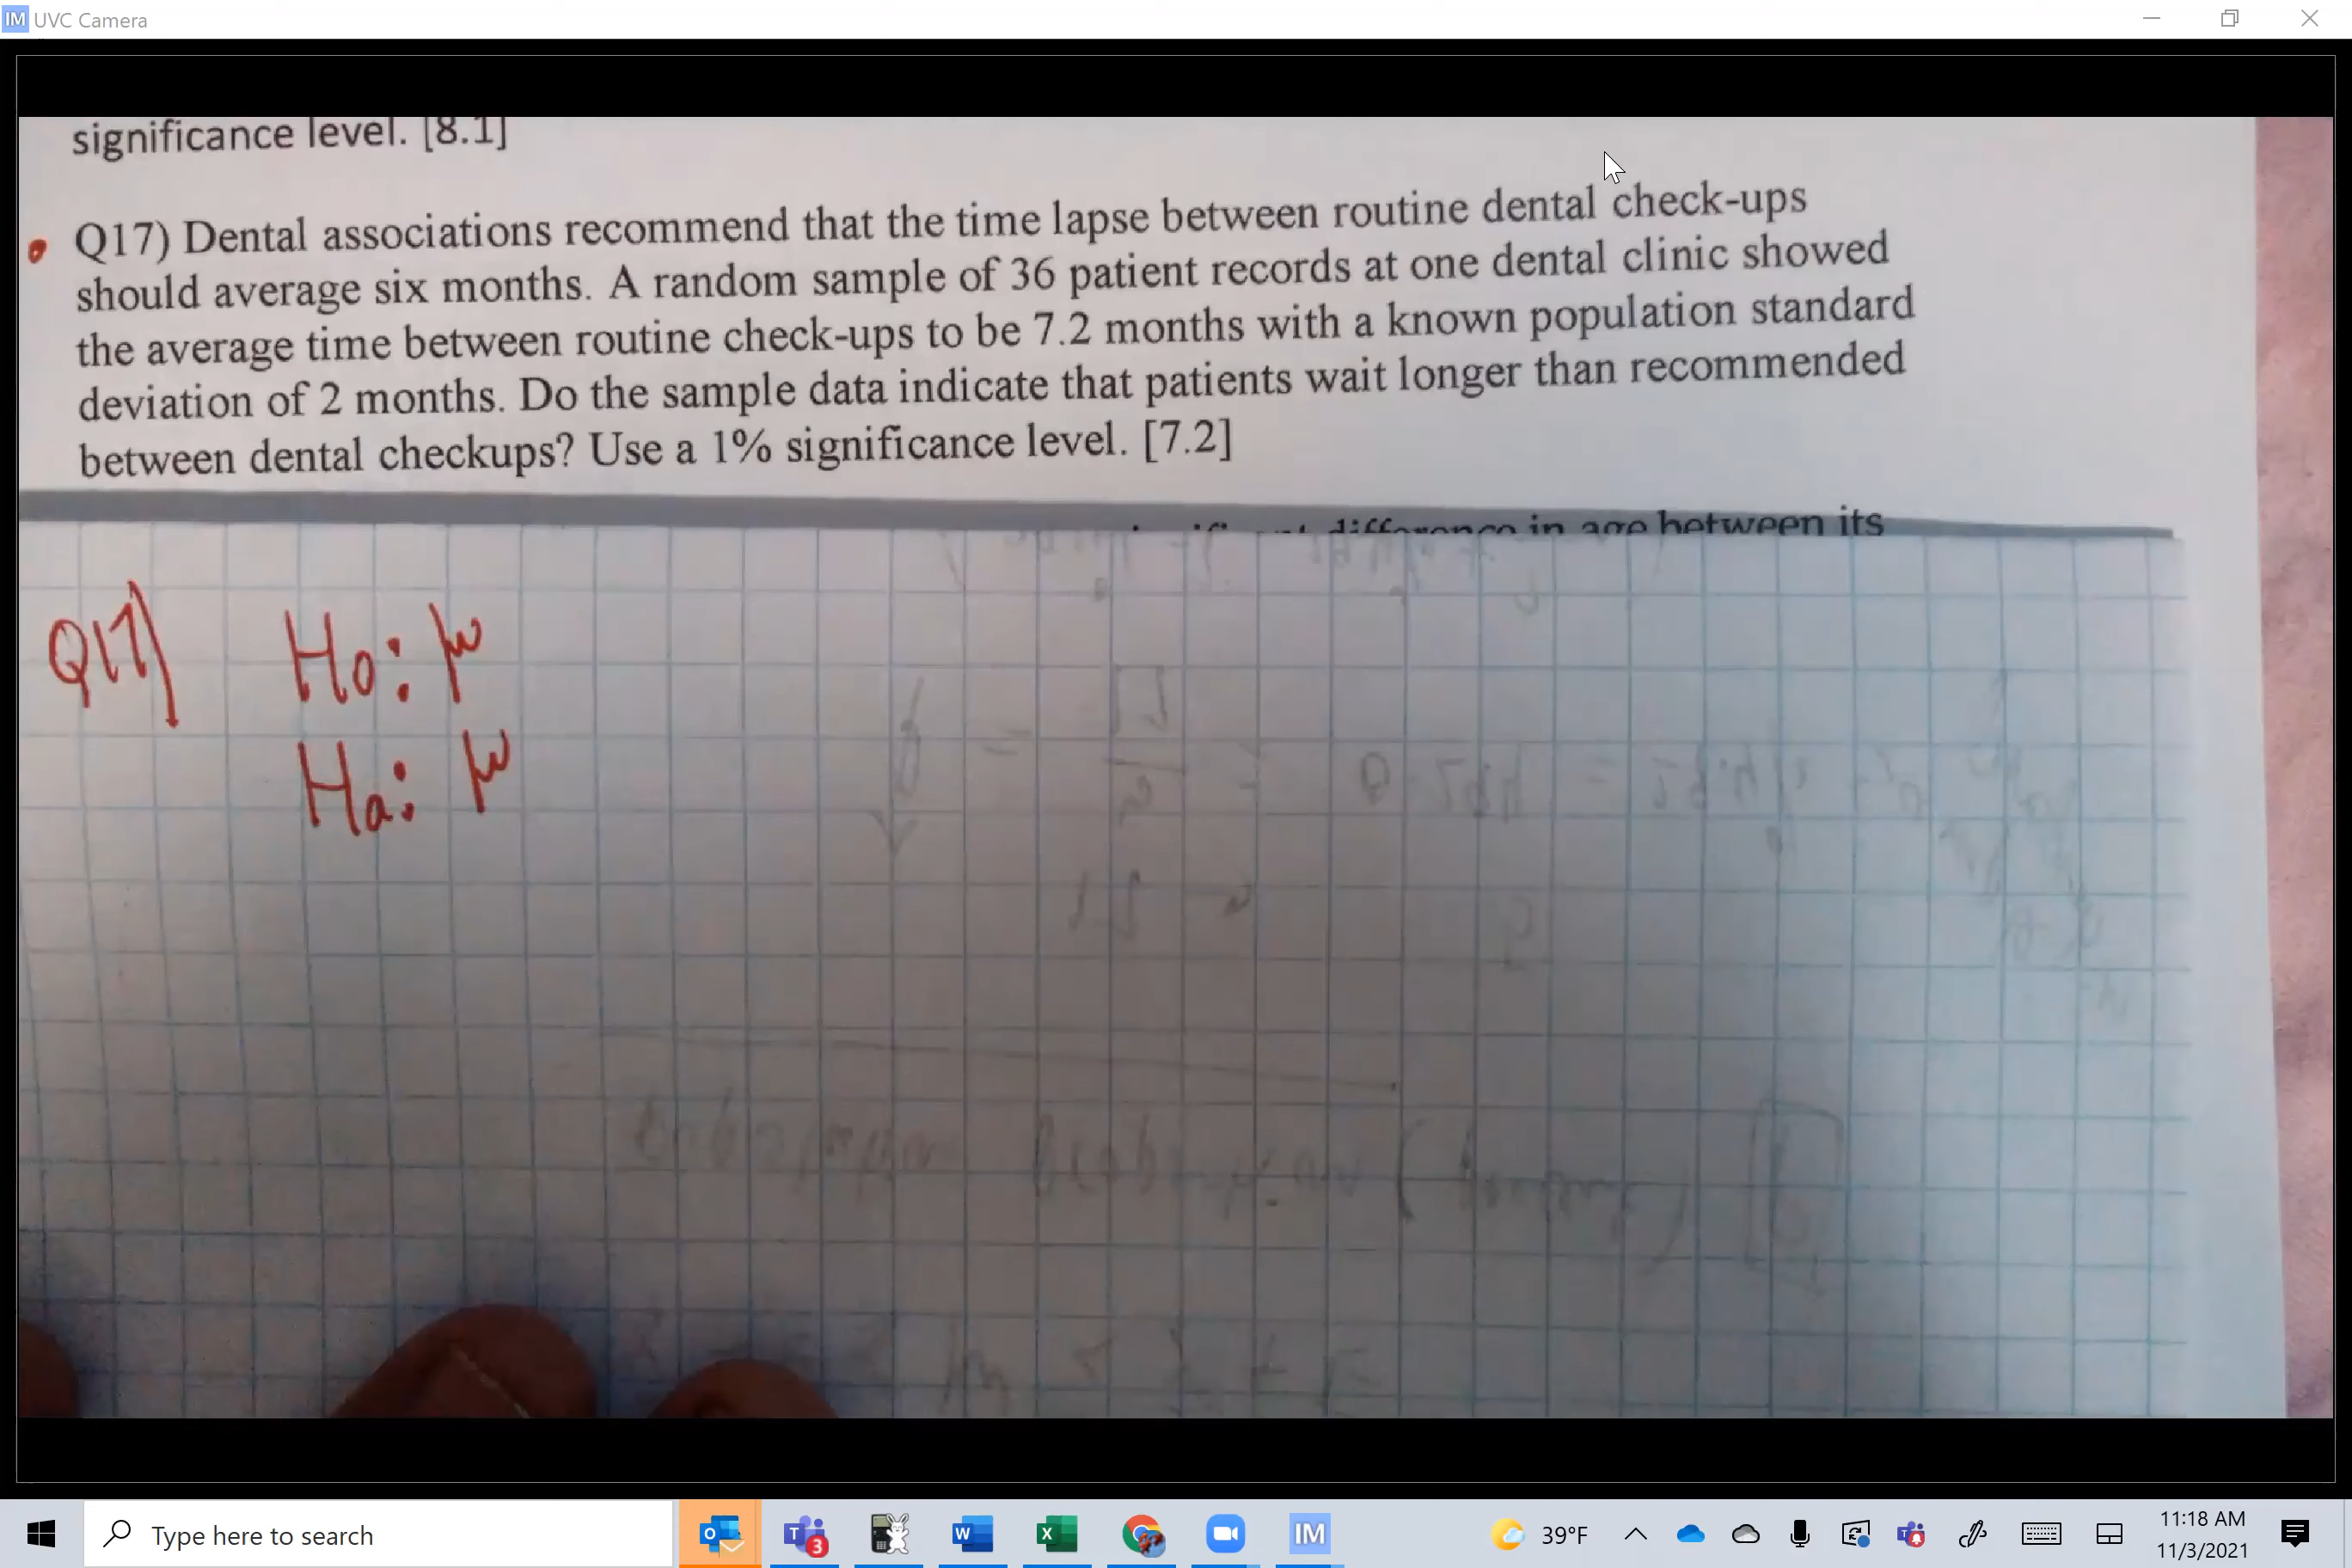 UVC Camera
significance level. [8.1]
Q17) Dental associations recommend that the time lapse between routine dental check-ups
should average six months. A random sample of 36 patient records at one dental clinic showed
the average time between routine check-ups to be 7.2 months with a known population standard
deviation of 2 months. Do the sample data indicate that patients wait longer than recommended
between dental checkups? Use a 1% significance level. [7.2]
difference in age between its
Q17) Ho: μ
Ha: μ
Type here to search
39°F
11:18 AM
11/3/2021